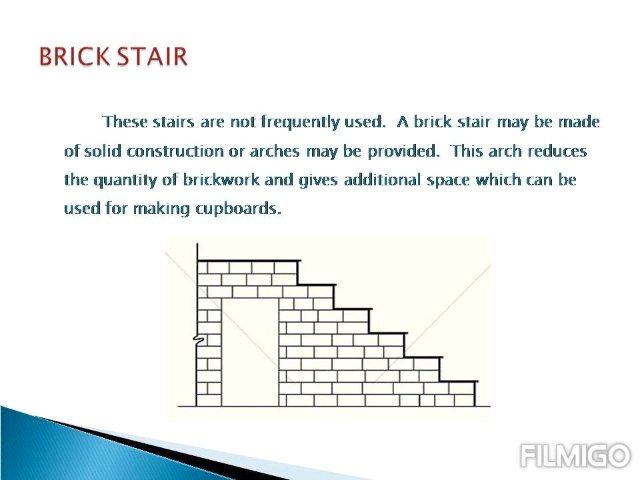 BRICK STAIR
These stairs are not frequently used. A brick stair may be made
of solid construction or arches may be provided. This arch reduces
the quantity of brickwork and gives additional space which can be
used for making cupboards.
FILMIGO